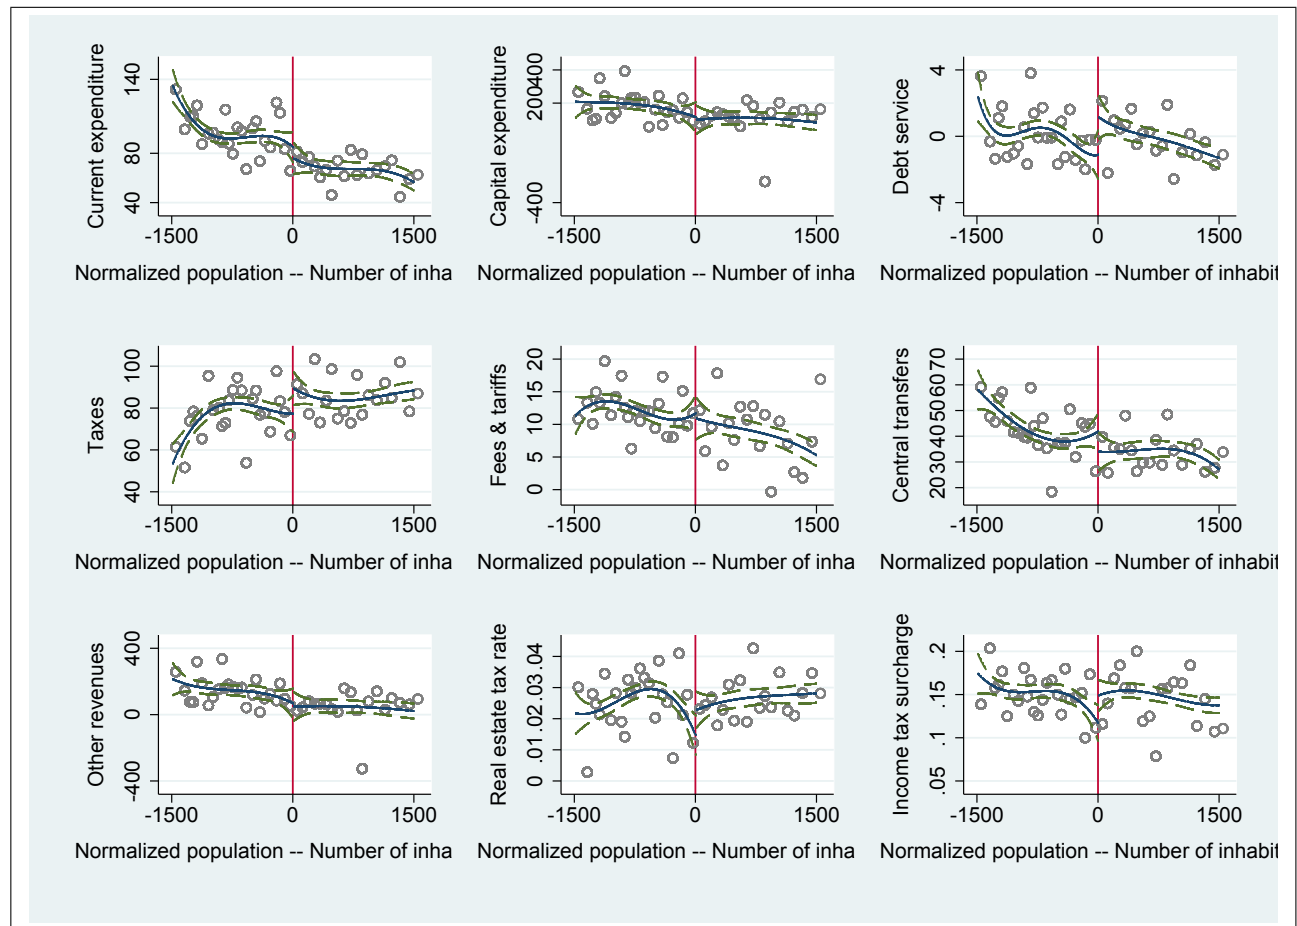 Current expenditure
140
80
40
-1500 0 1500
Normalized population -- Number of inha
Capital expenditure
400
200
-400
-1500 0 1500
Normalized population -- Number of inha
Debt service
4
0
-4
-1500 0 1500
Normalized population -- Number of inhabit
Taxes
100
80
60
40
-1500 0 1500
Normalized population -- Number of inha
Fees & tariffs
20
15
10
5
0
-1500 0 1500
Normalized population -- Number of inha
Central transfers
70
60
50
40
30
20
-1500 0 1500
Normalized population -- Number of inhabit
Other revenues
400
0
-400
-1500 0 1500
Normalized population -- Number of inha
Real estate tax rate
.04
.03
.02
.01
0
-1500 0 1500
Normalized population -- Number of inha
Income tax surcharge
.2
.15
.1
.05
-1500 0 1500
Normalized population -- Number of inhabit